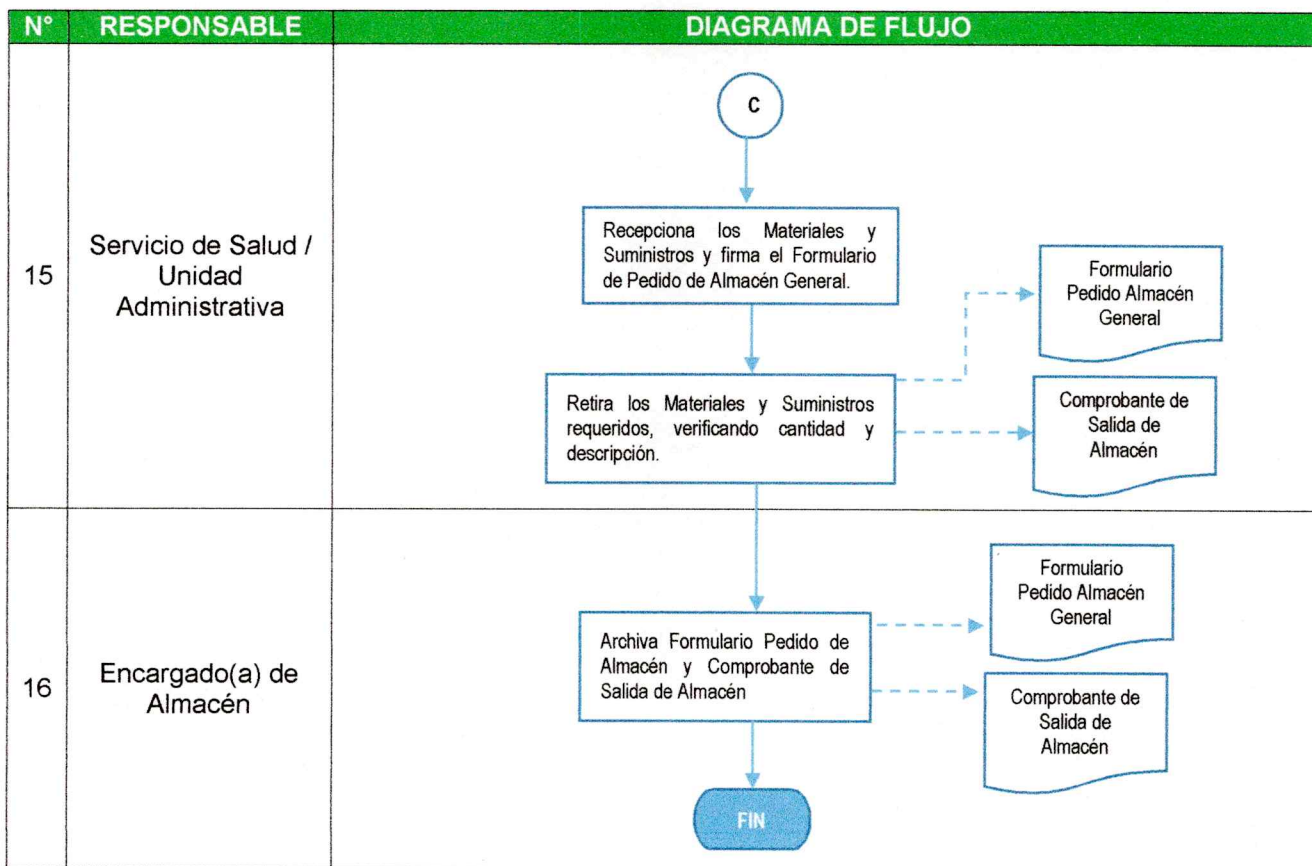 N° RESPONSABLE DIAGRAMA DE FLUJO
C
15
Servicio de Salud /
Unidad
Administrativa
Recepciona los Materiales y
Suministros y firma el Formulario
de Pedido de Almacén General.
Formulario
Pedido Almacén
General
Retira los Materiales y Suministros
requeridos, verificando cantidad y
descripción.
Comprobante de
Salida de
Almacén
16
Encargado(a) de
Almacén
Archiva Formulario Pedido de
Almacén y Comprobante de
Salida de Almacén
Formulario
Pedido Almacén
General
Comprobante de
Salida de
Almacén
FIN